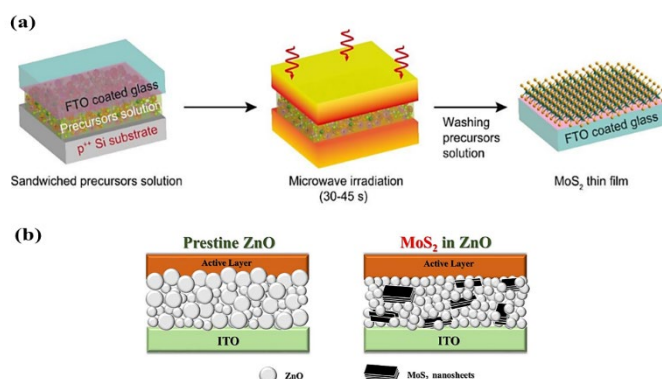 (a)
FTO coated glass
Precursors solution
p⁺⁺ Si substrate
Sandwiched precursors solution
Microwave irradiation
(30-45 s)
Washing
precursors
solution
FTO coated glass
MoS₂ thin film
(b)
Prestine ZnO
Active Layer
ITO
MoS₂ in ZnO
Active Layer
ITO
ZnO
MoS₂ nanosheets